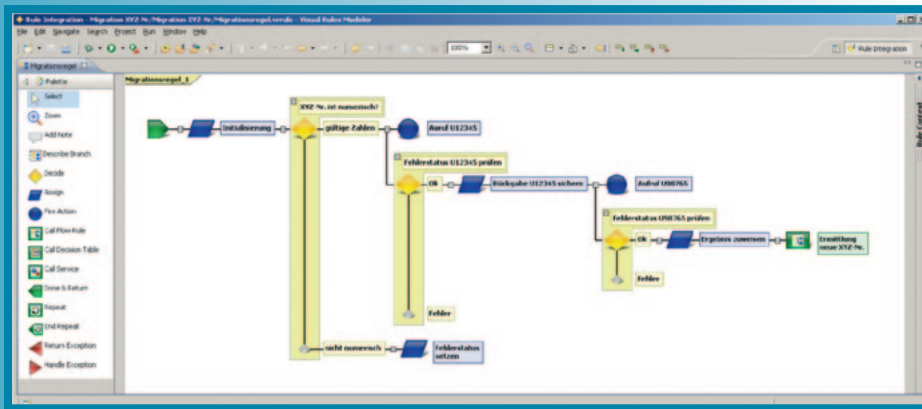 Rule Integration - Migration XYZ-Nr/Migration XYZ-Nr/Migrationsregel.vrrule - Visual Rules Modeler
File Edit Navigate Search Project Run Window Help
100%
Rule Integration
Migrationsregel
Palette
Select
Zoom
Add Note
Describe Branch
Decide
Assign
Fire Action
Call Flow Rule
Call Decision Table
Call Service
Done & Return
Repeat
End Repeat
Return Exception
Handle Exception
Migrationsregel_1
XYZ-Nr. ist numerisch?
Initialisierung
gültige Zahlen
Aufruf U12345
Fehlerstatus U12345 prüfen
Ok
Rückgabe U12345 sichern
Aufruf U98765
Fehlerstatus U98765 prüfen
Ok
Ergebnis zuweisen
Ermittlung
neue XYZ-Nr.
Fehler
Fehler
nicht numerisch
Fehlerstatus
setzen